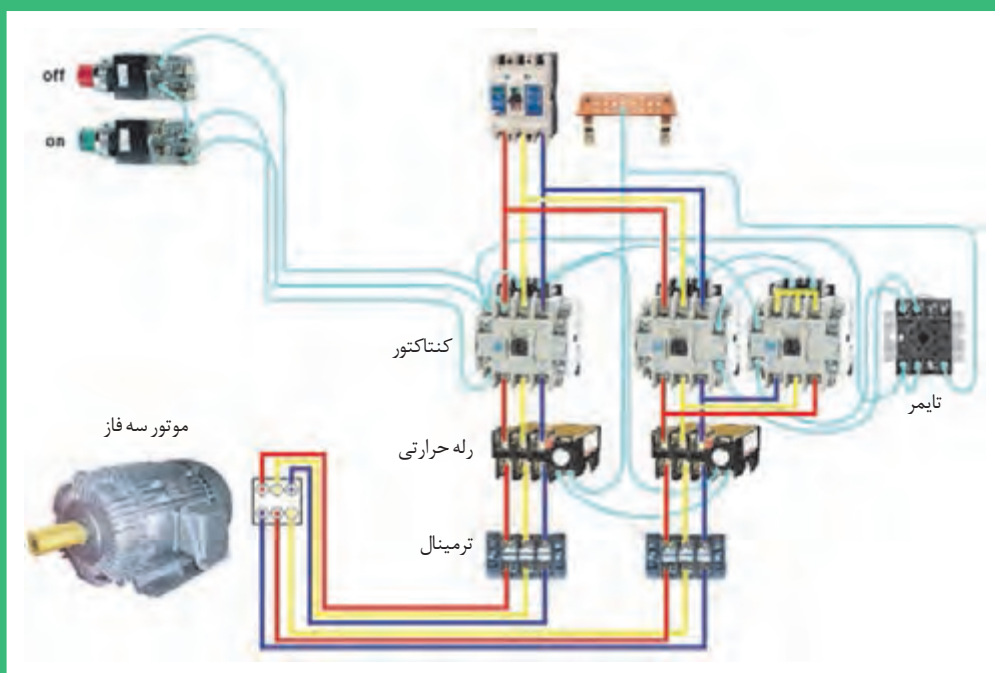 off
on
کنتاکتور
تایمر
موتور سه فاز
رله حرارتی
ترمینال